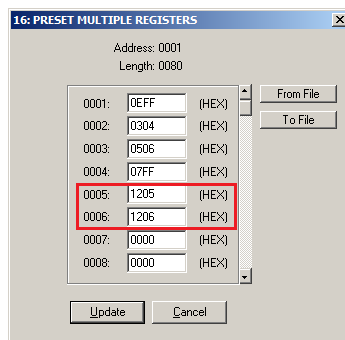 16: PRESET MULTIPLE REGISTERS
Address: 0001
Length: 0080
From File
To File
0001: 0EFF (HEX)
0002: 0304 (HEX)
0003: 0506 (HEX)
0004: 07FF (HEX)
0005: 1205 (HEX)
0006: 1206 (HEX)
0007: 0000 (HEX)
0008: 0000 (HEX)
Update Cancel